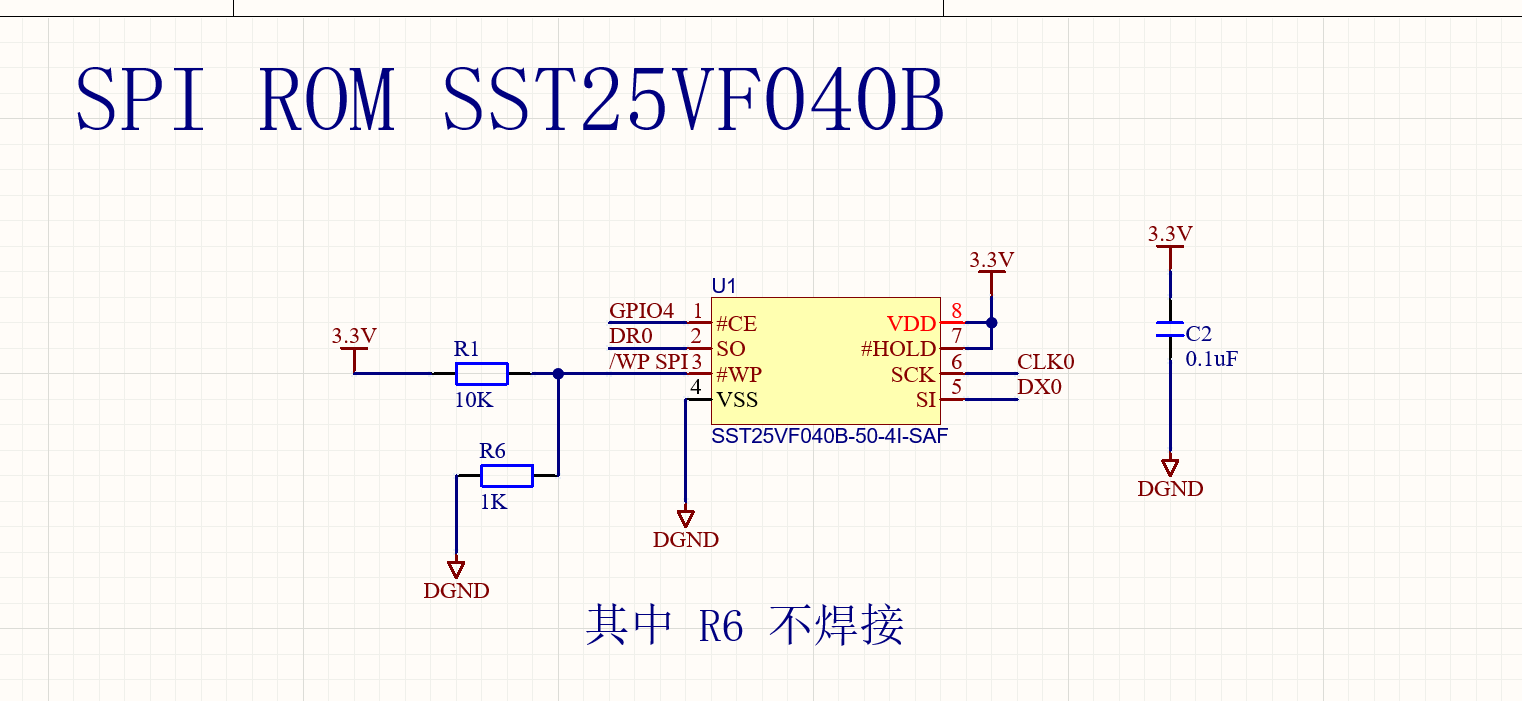 SPI ROM SST25VF040B
3.3V
3.3V
U1
GPIO4 1 #CE VDD 8
3.3V R1 DR0 2 SO #HOLD 7 C2
/WP SPI 3 #WP SCK 6 CLK0 0.1uF
10K 4 VSS SI 5 DX0
SST25VF040B-50-4I-SAF
R6
1K DGND
DGND
DGND
其中 R6 不焊接